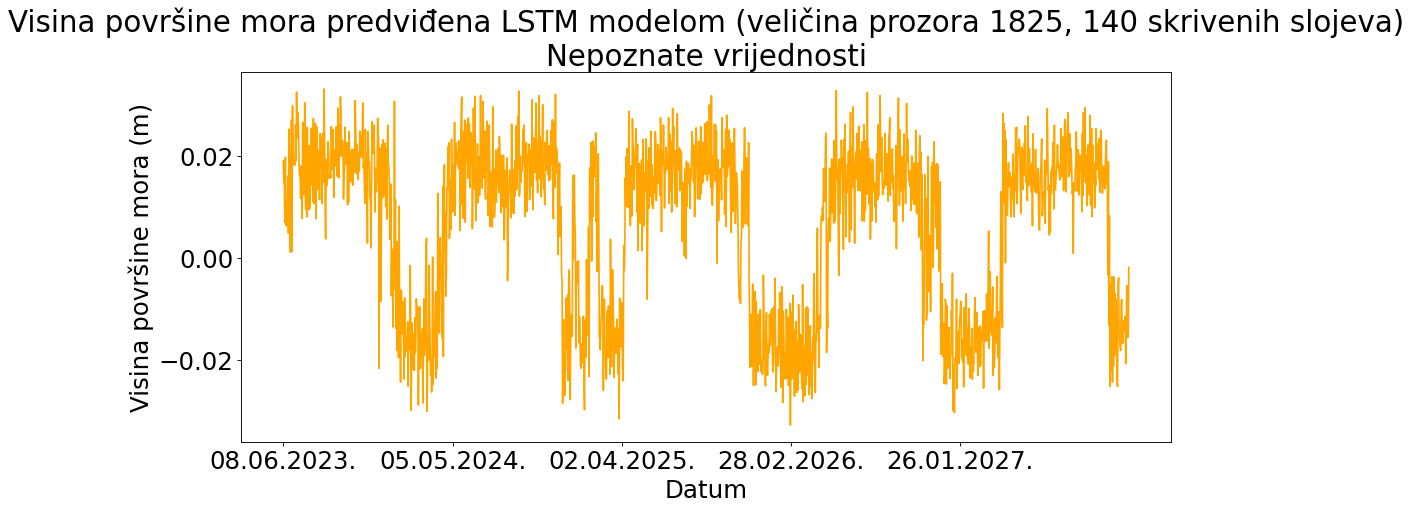 Visina površine mora predviđena LSTM modelom (veličina prozora 1825, 140 skrivenih slojeva)
Nepoznate vrijednosti
Visina površine mora (m)
0.02
0.00
−0.02
08.06.2023. 05.05.2024. 02.04.2025. 28.02.2026. 26.01.2027.
Datum